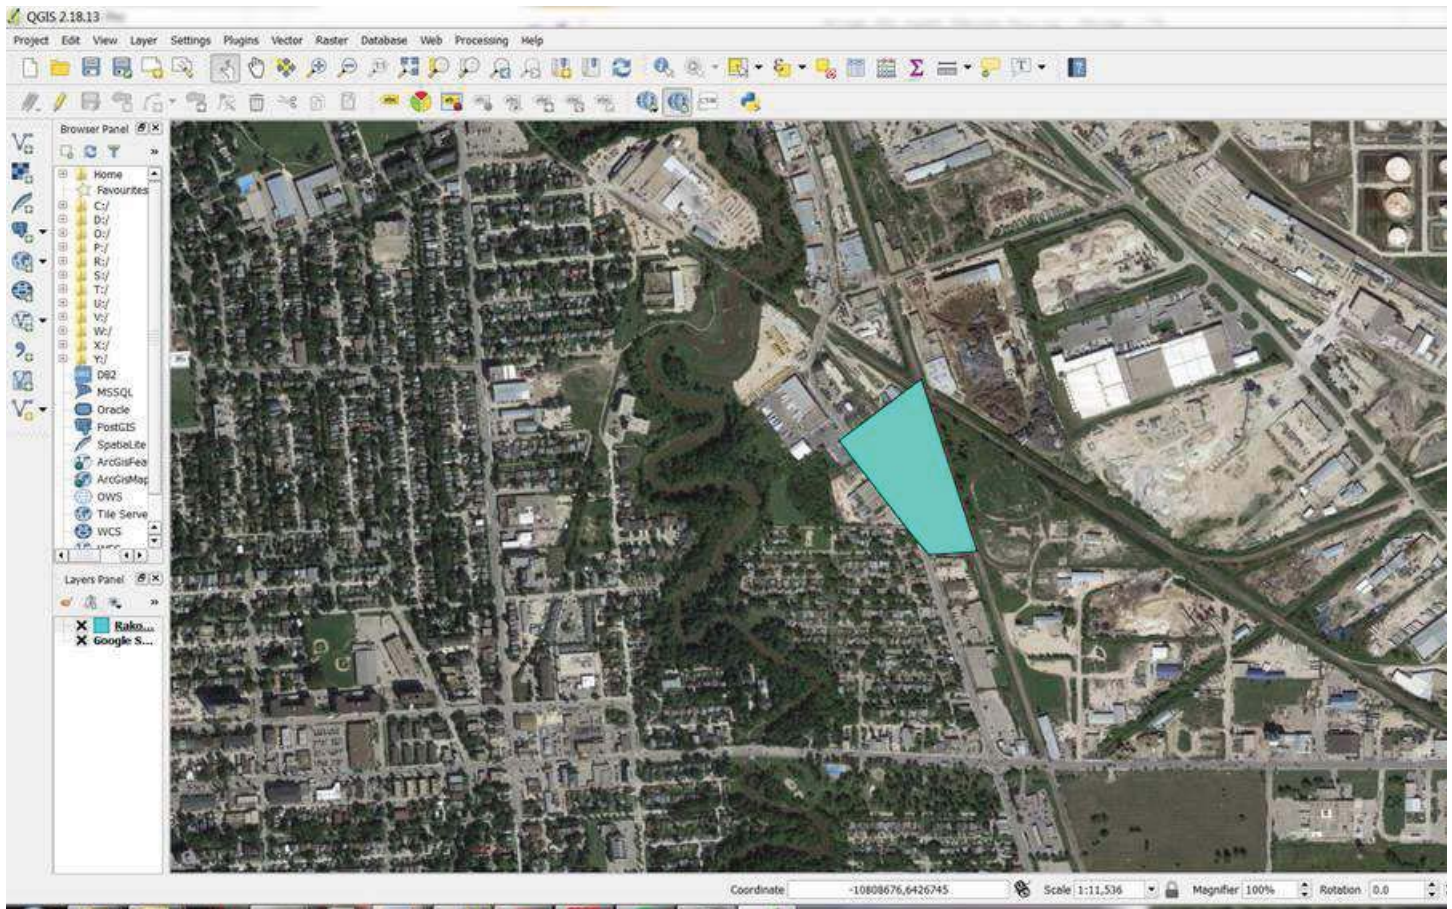 QGIS 2.18.13
Project Edit View Layer Settings Plugins Vector Raster Database Web Processing Help
Browser Panel
»
Home
Favourites
C:/
D:/
O:/
P:/
R:/
S:/
T:/
U:/
V:/
W:/
X:/
Y:/
DB2
MSSQL
Oracle
PostGIS
SpatiaLite
ArcGisFea
ArcGisMap
OWS
Tile Serve
WCS
Layers Panel
»
Rako...
Google S...
Coordinate -10808676,6426745 Scale 1:11,536 Magnifier 100% Rotation 0.0